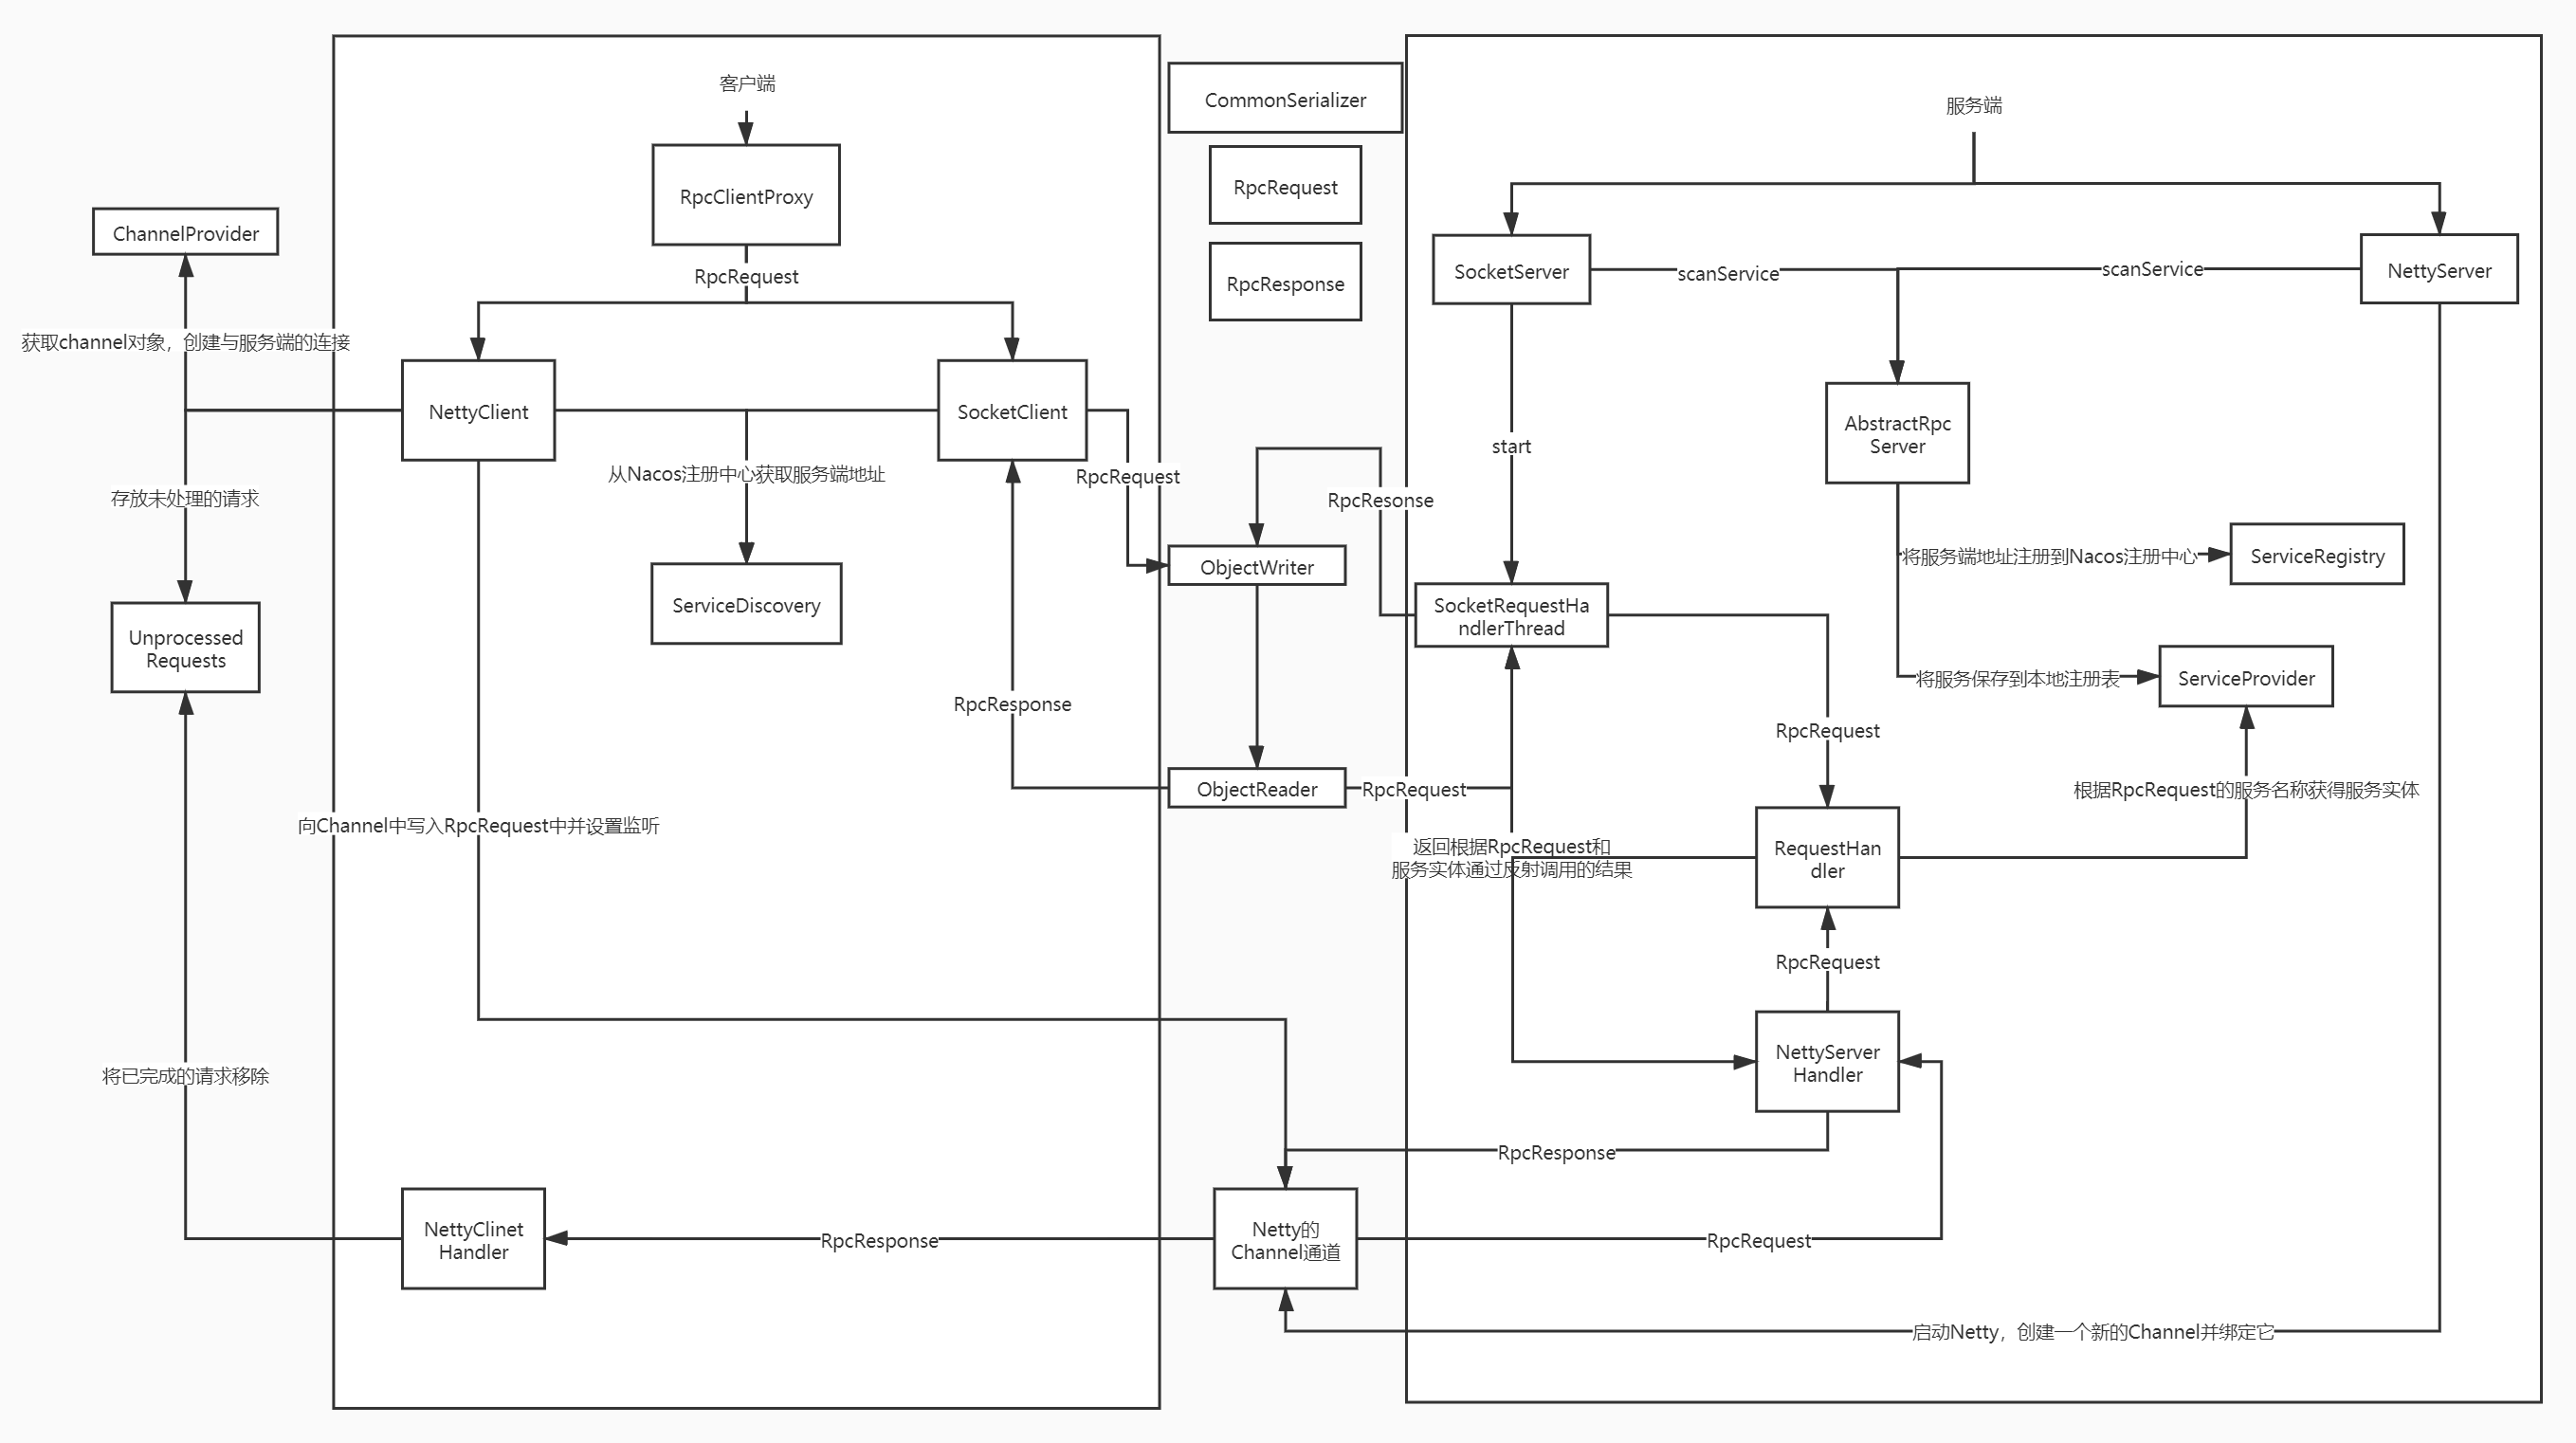 客户端
CommonSerializer
服务端
RpcClientProxy
RpcRequest
ChannelProvider
RpcRequest
RpcResponse
SocketServer
scanService
scanService
NettyServer
获取channel对象，创建与服务端的连接
NettyClient
SocketClient
AbstractRpc
Server
start
从Nacos注册中心获取服务端地址
RpcRequest
存放未处理的请求
RpcResonse
ObjectWriter
将服务端地址注册到Nacos注册中心
ServiceRegistry
ServiceDiscovery
SocketRequestHa
ndlerThread
Unprocessed
Requests
将服务保存到本地注册表
ServiceProvider
RpcResponse
RpcRequest
ObjectReader
RpcRequest
根据RpcRequest的服务名称获得服务实体
向Channel中写入RpcRequest中并设置监听
返回根据RpcRequest和
服务实体通过反射调用的结果
RequestHan
dler
RpcRequest
NettyServer
Handler
将已完成的请求移除
RpcResponse
NettyClinet
Handler
RpcResponse
Netty的
Channel通道
RpcRequest
启动Netty，创建一个新的Channel并绑定它